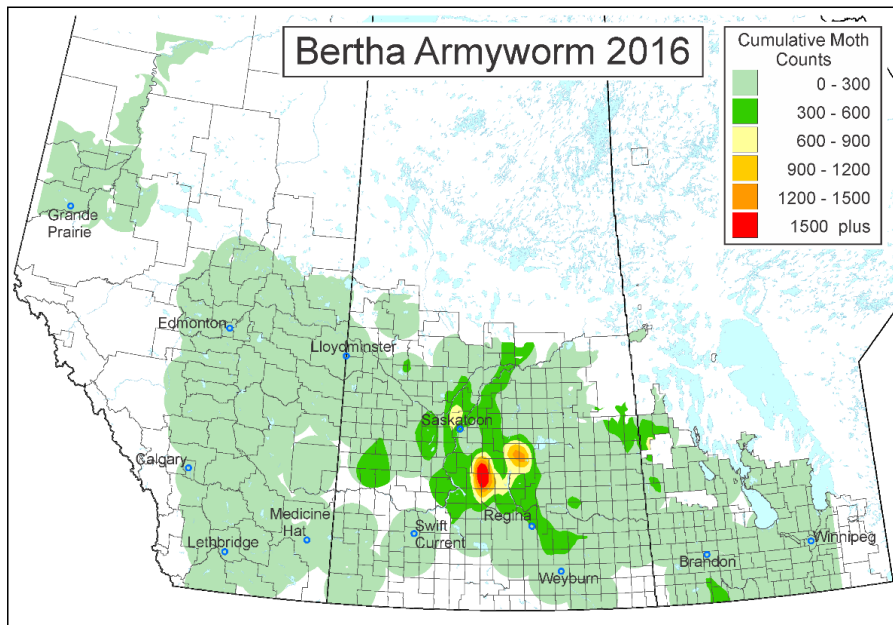 Bertha Armyworm 2016
Cumulative Moth
Counts
0 - 300
300 - 600
600 - 900
900 - 1200
1200 - 1500
1500 plus
Grande
Prairie
Edmonton
Lloydminster
Saskatoon
Calgary
Medicine
Hat
Lethbridge
Swift
Current
Regina
Weyburn
Brandon
Winnipeg